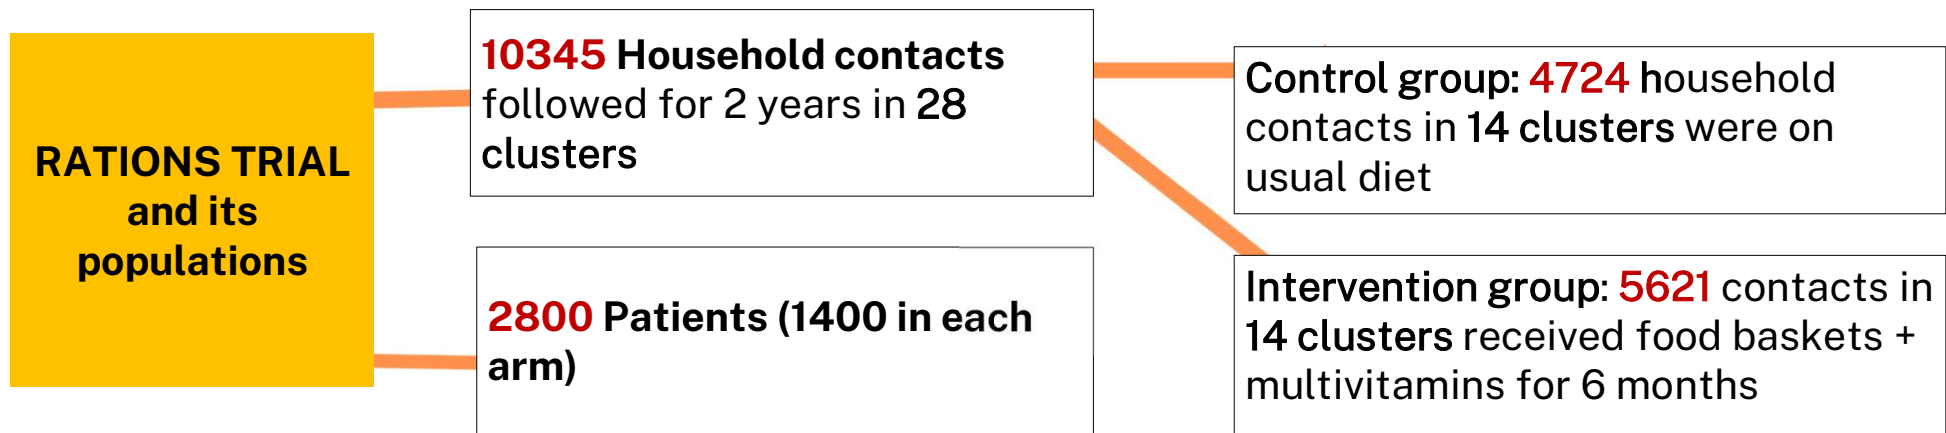 RATIONS TRIAL
and its
populations
10345 Household contacts
followed for 2 years in 28
clusters
2800 Patients (1400 in each
arm)
Control group: 4724 household
contacts in 14 clusters were on
usual diet
Intervention group: 5621 contacts in
14 clusters received food baskets +
multivitamins for 6 months